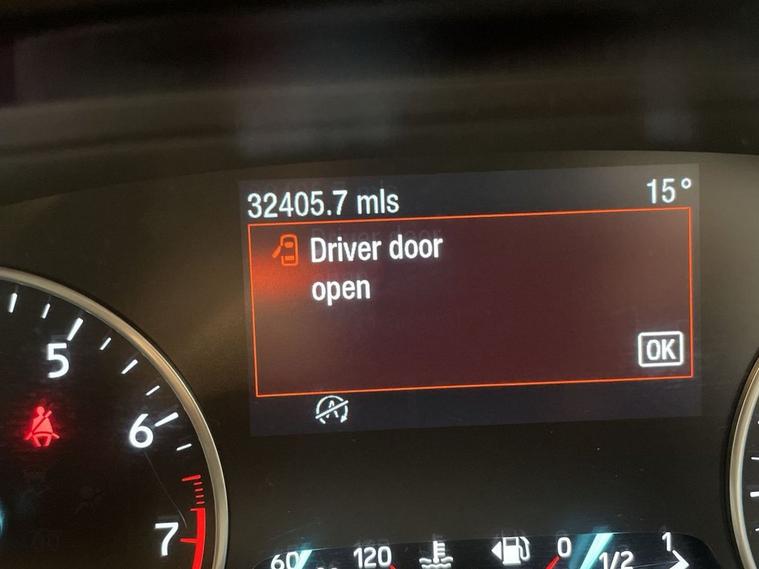 32405.7 mls 15°
Driver door
open
OK
5
6
7
60 120 0 1/2 1